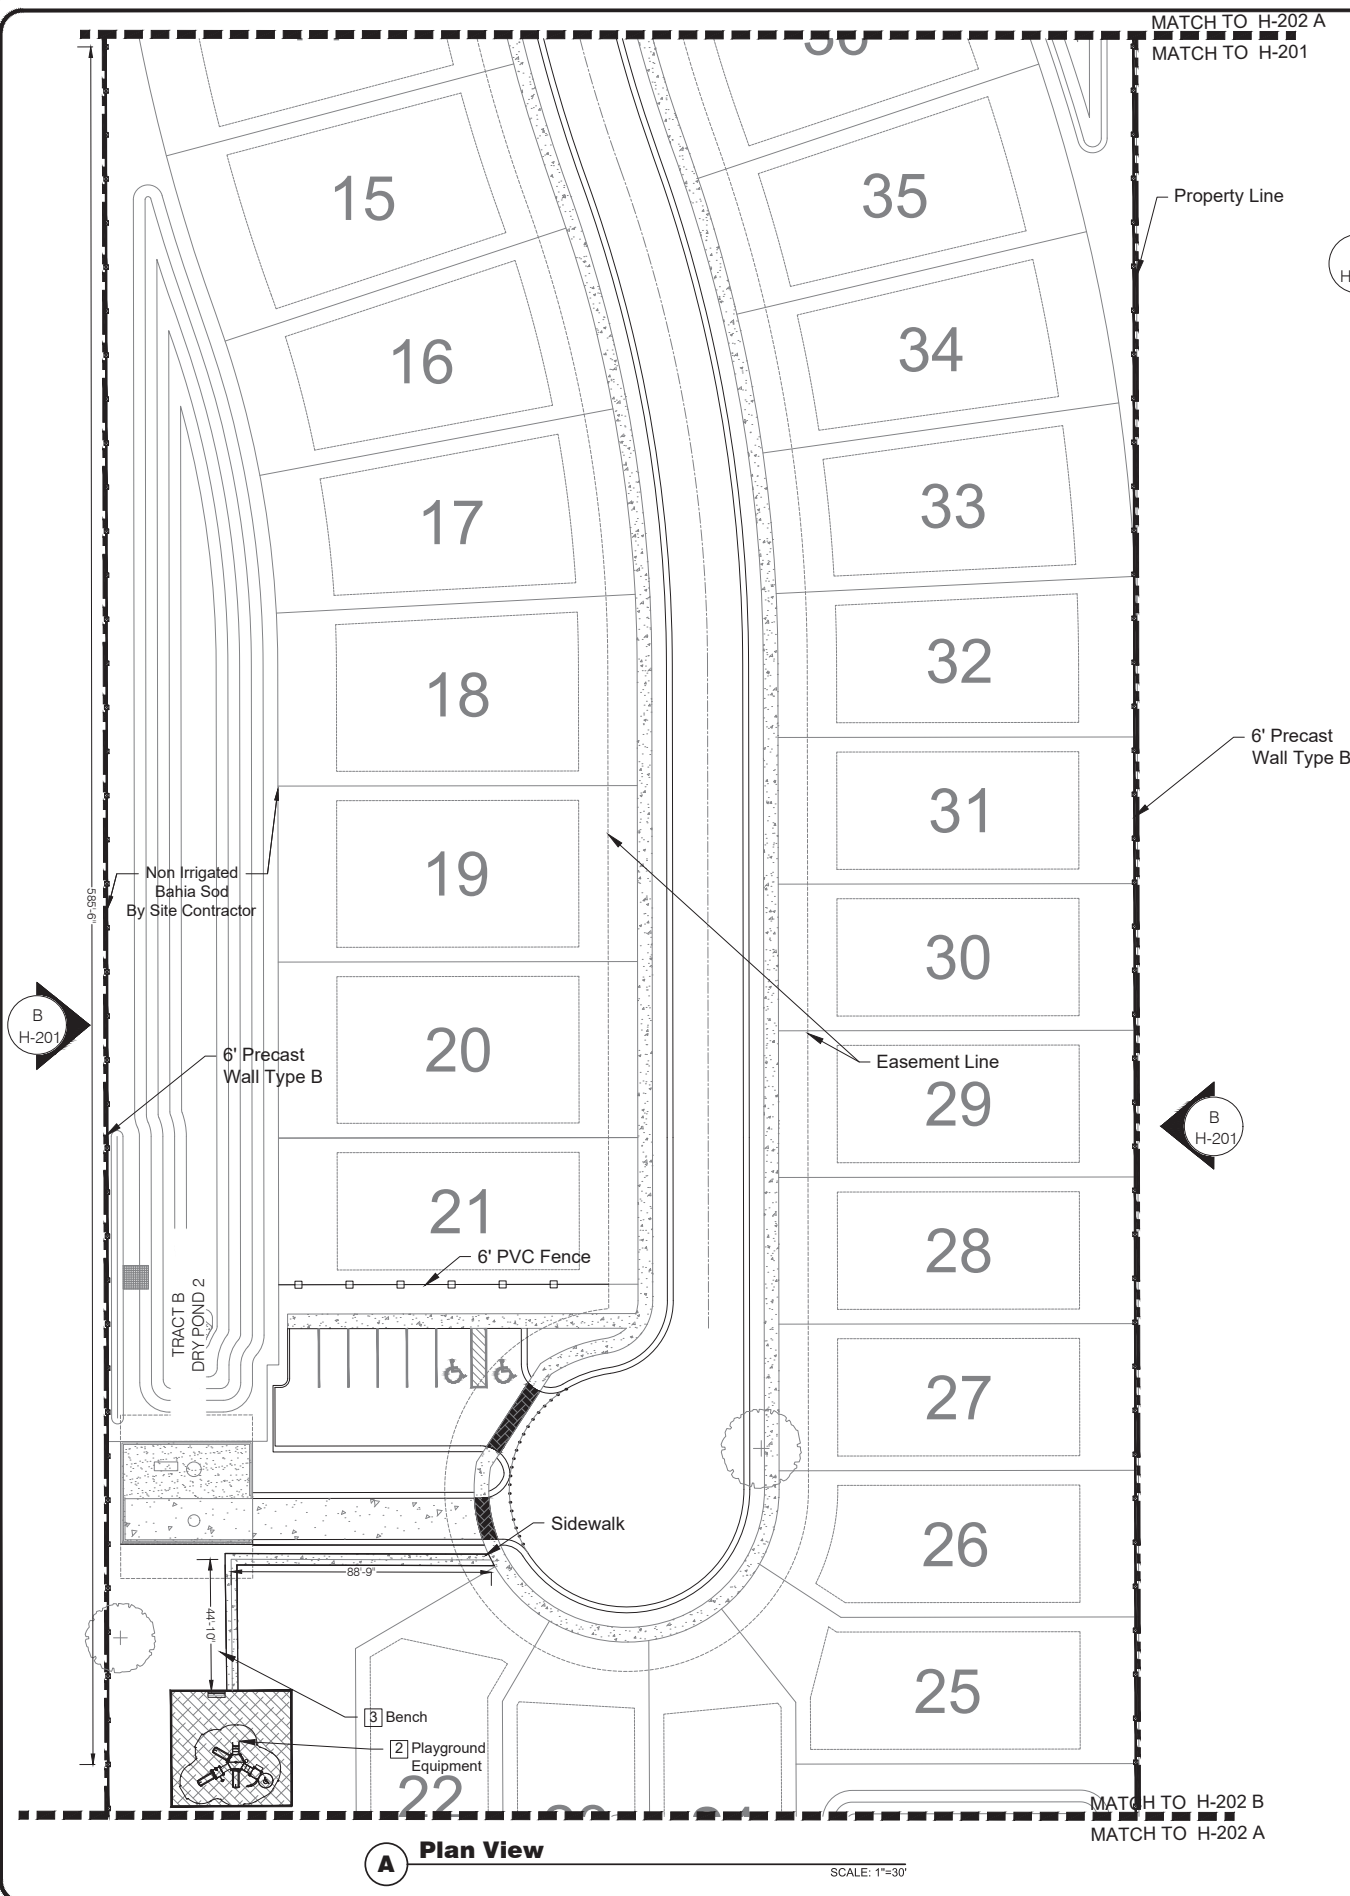 MATCH TO H-202 A
MATCH TO H-201
15
35
Property Line
H
16
34
17
33
18
32
6' Precast
Wall Type B
31
19
Non Irrigated
Bahia Sod
By Site Contractor
585'-6"
30
B
H-201
20
6' Precast
Wall Type B
Easement Line
29
B
H-201
21
6' PVC Fence
28
TRACT B
DRY POND 2
27
Sidewalk
26
88'-9"
44'-10"
25
3 Bench
2 Playground
Equipment
22
MATCH TO H-202 B
MATCH TO H-202 A
A Plan View
SCALE: 1"=30'